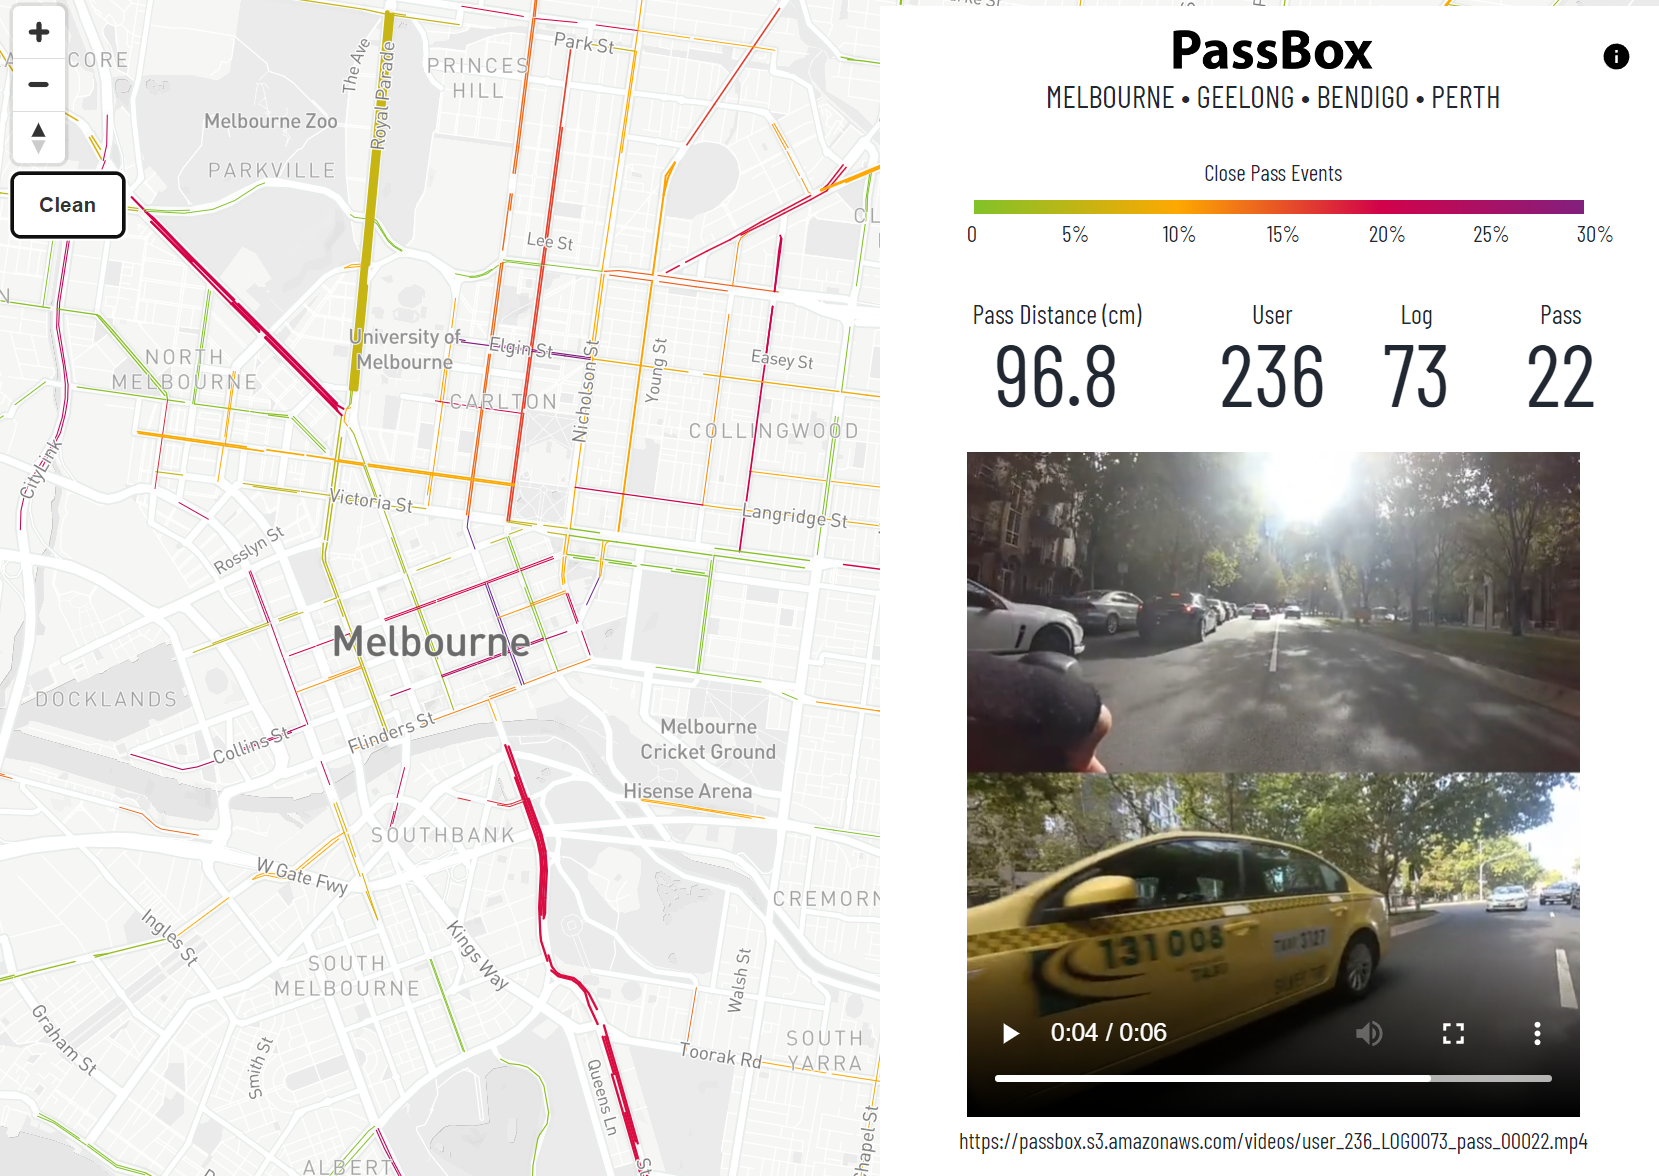 Park St
PRINCES
HILL
The Ave
Royal Parade
CORE
Melbourne Zoo
PARKVILLE
Clean
Lee St
University of
Melbourne
Elgin St
Nicholson St
Young St
Easey St
NORTH
MELBOURNE
CARLTON
COLLINGWOOD
CityLink
Victoria St
Langridge St
Rosslyn St
Melbourne
DOCKLANDS
Collins St
Flinders St
Melbourne
Cricket Ground
Hisense Arena
SOUTHBANK
W Gate Fwy
CREMORN
Ingles St
Kings Way
SOUTH
MELBOURNE
Walsh St
Graham St
Smith St
Queens Ln
Toorak Rd
SOUTH
YARRA
hapel St
ALBERT
St
CL
PassBox
MELBOURNE • GEELONG • BENDIGO • PERTH
Close Pass Events
0 5% 10% 15% 20% 25% 30%
Pass Distance (cm) User Log Pass
96.8 236 73 22
131008
TAXI 3127
0:04 / 0:06
https://passbox.s3.amazonaws.com/videos/user_236_LOG0073_pass_00022.mp4